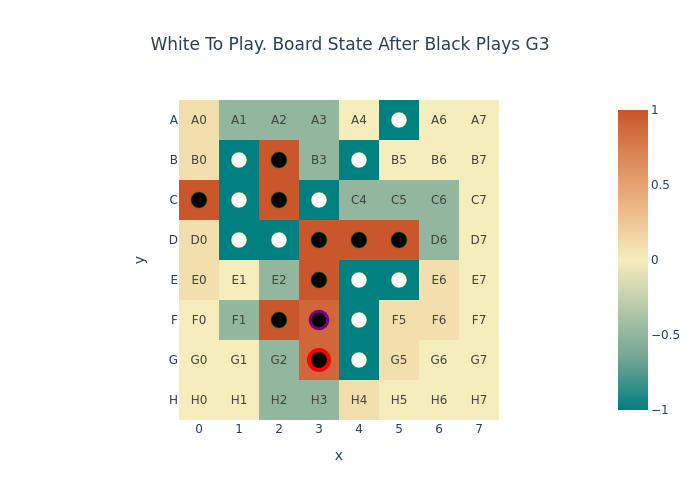 White To Play. Board State After Black Plays G3
A A0 A1 A2 A3 A4 A6 A7
B B0 B3 B5 B6 B7
C C4 C5 C6 C7
D D0 D6 D7
E E0 E1 E2 E6 E7
F F0 F1 F5 F6 F7
G G0 G1 G2 G5 G6 G7
H H0 H1 H2 H3 H4 H5 H6 H7
0 1 2 3 4 5 6 7
x
y
1
0.5
0
−0.5
−1